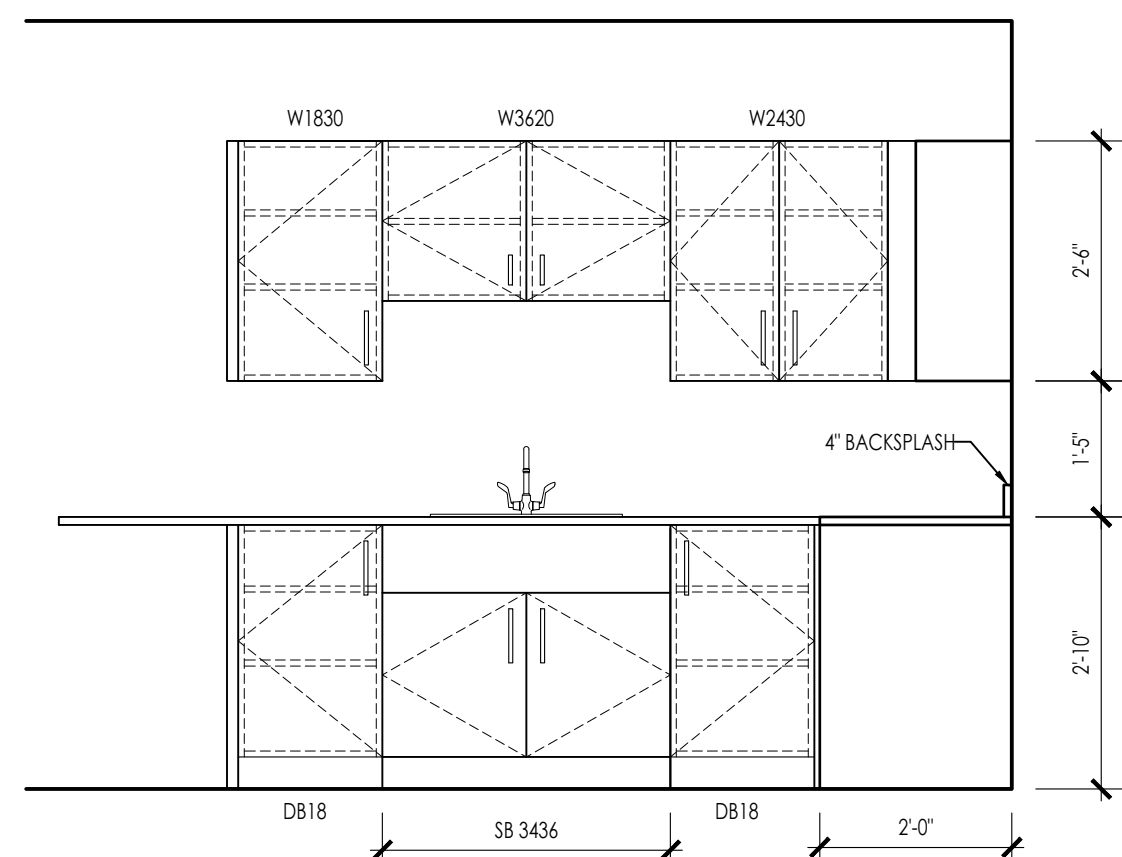 W1830
W3620
W2430
2'-6"
4" BACKSPLASH
1'-5"
2'-10"
DB18
SB 3436
DB18
2'-0"